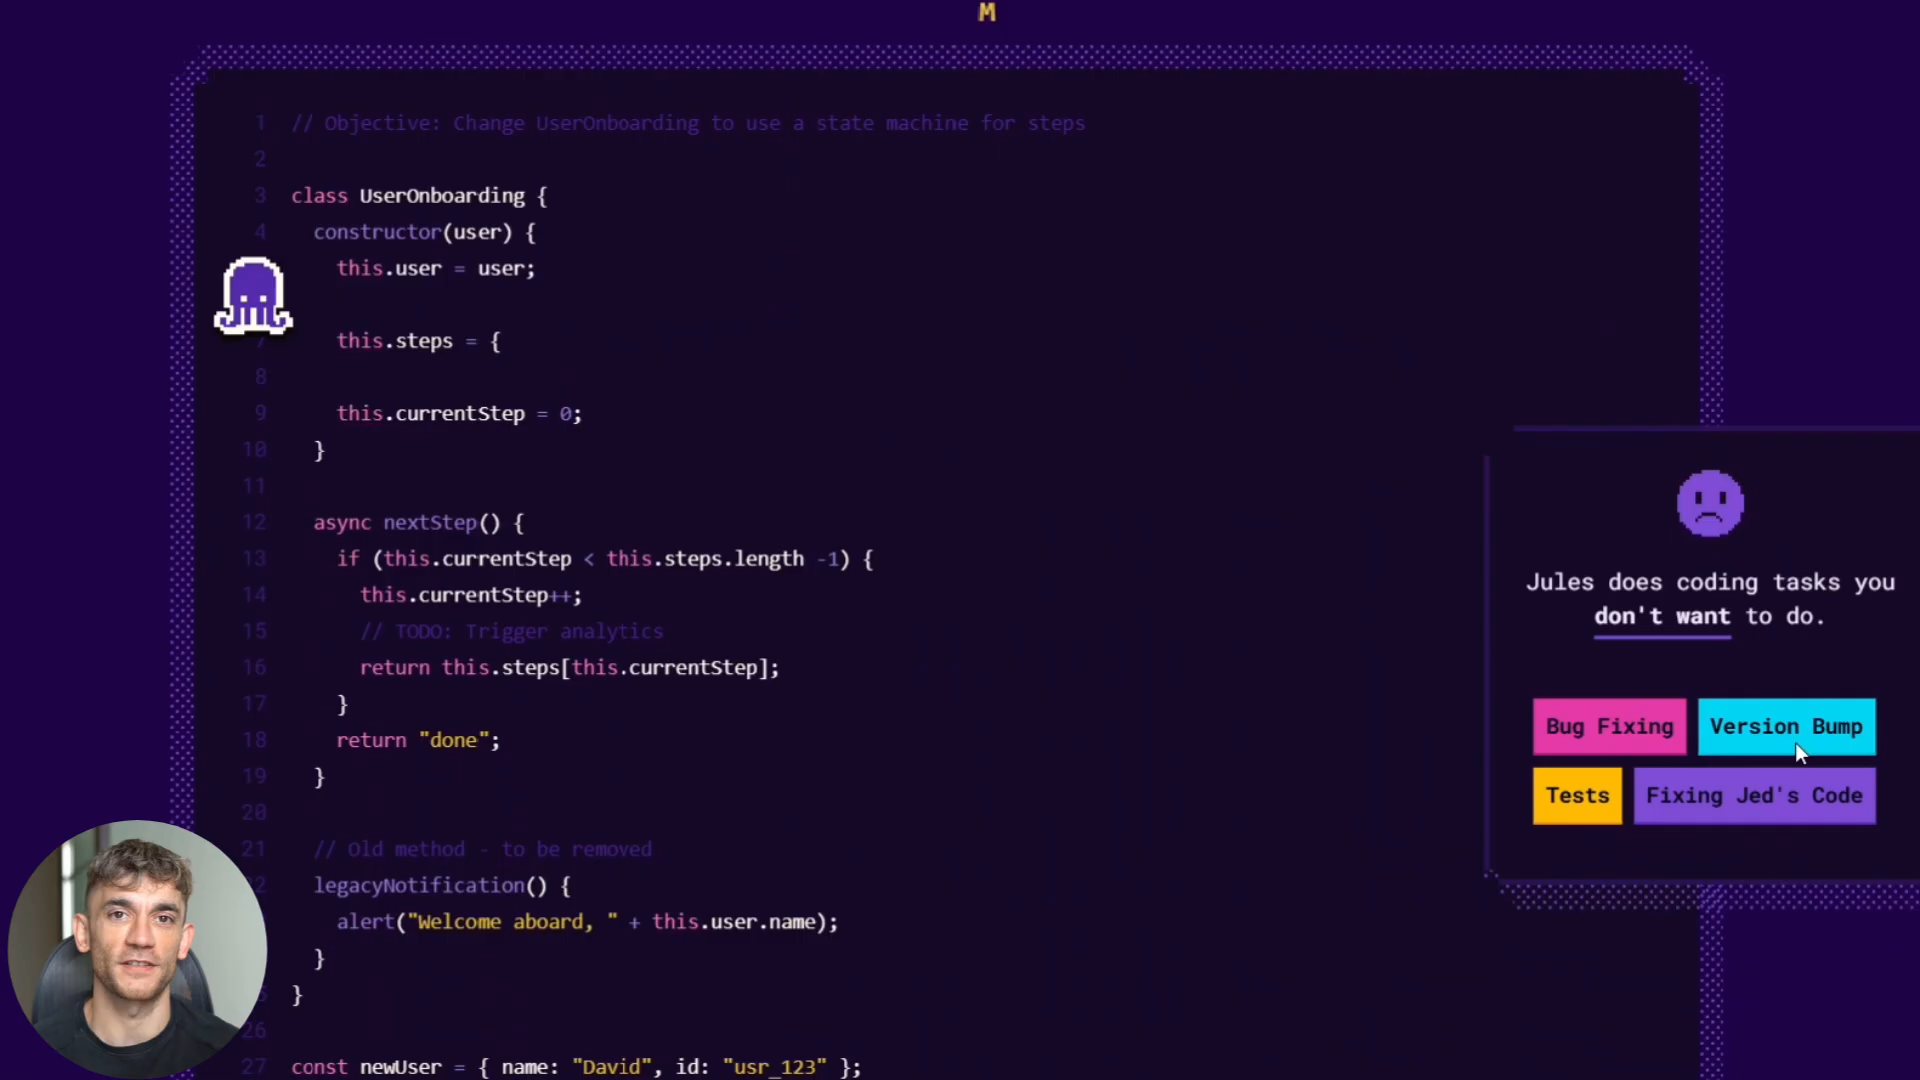 M
1 // Objective: Change UserOnboarding to use a state machine for steps
2
3 class UserOnboarding {
4 constructor(user) {
this.user = user;
7 this.steps = {
8
9 this.currentStep = 0;
10 }
11
12 async nextStep() {
13 if (this.currentStep < this.steps.length -1) {
14 this.currentStep++;
15 // TODO: Trigger analytics
16 return this.steps[this.currentStep];
17 }
18 return "done";
19 }
20
21 // Old method - to be removed
22 legacyNotification() {
alert("Welcome aboard, " + this.user.name);
}
}
26
27 const newUser = { name: "David", id: "usr_123" };
Jules does coding tasks you
don't want to do.
Bug Fixing Version Bump
Tests Fixing Jed's Code